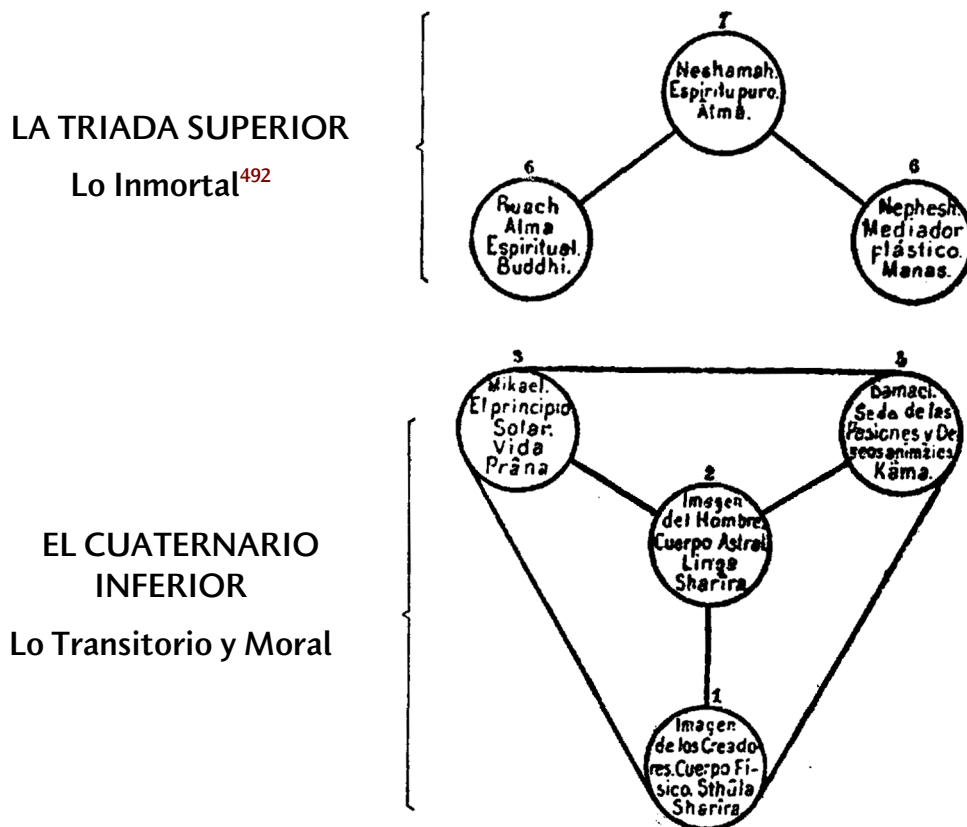 7
Neshamah.
Espíritu puro.
Atma.
LA TRIADA SUPERIOR
Lo Inmortal492
6
Ruach
Alma
Espiritual.
Buddhi.
6
Nephesh.
Mediador
plástico.
Manas.
3
Mikael.
El principio
Solar.
Vida
Prâna
Sede de las
Pasiones y De
seos animales
Kâma.
2
Imagen
del Hombre.
Cuerpo Astral
Linga
Sharira
EL CUATERNARIO
INFERIOR
Lo Transitorio y Moral
1
Imagen
de los Creado-
res. Cuerpo Fí-
sico. Sthûla
Sharira